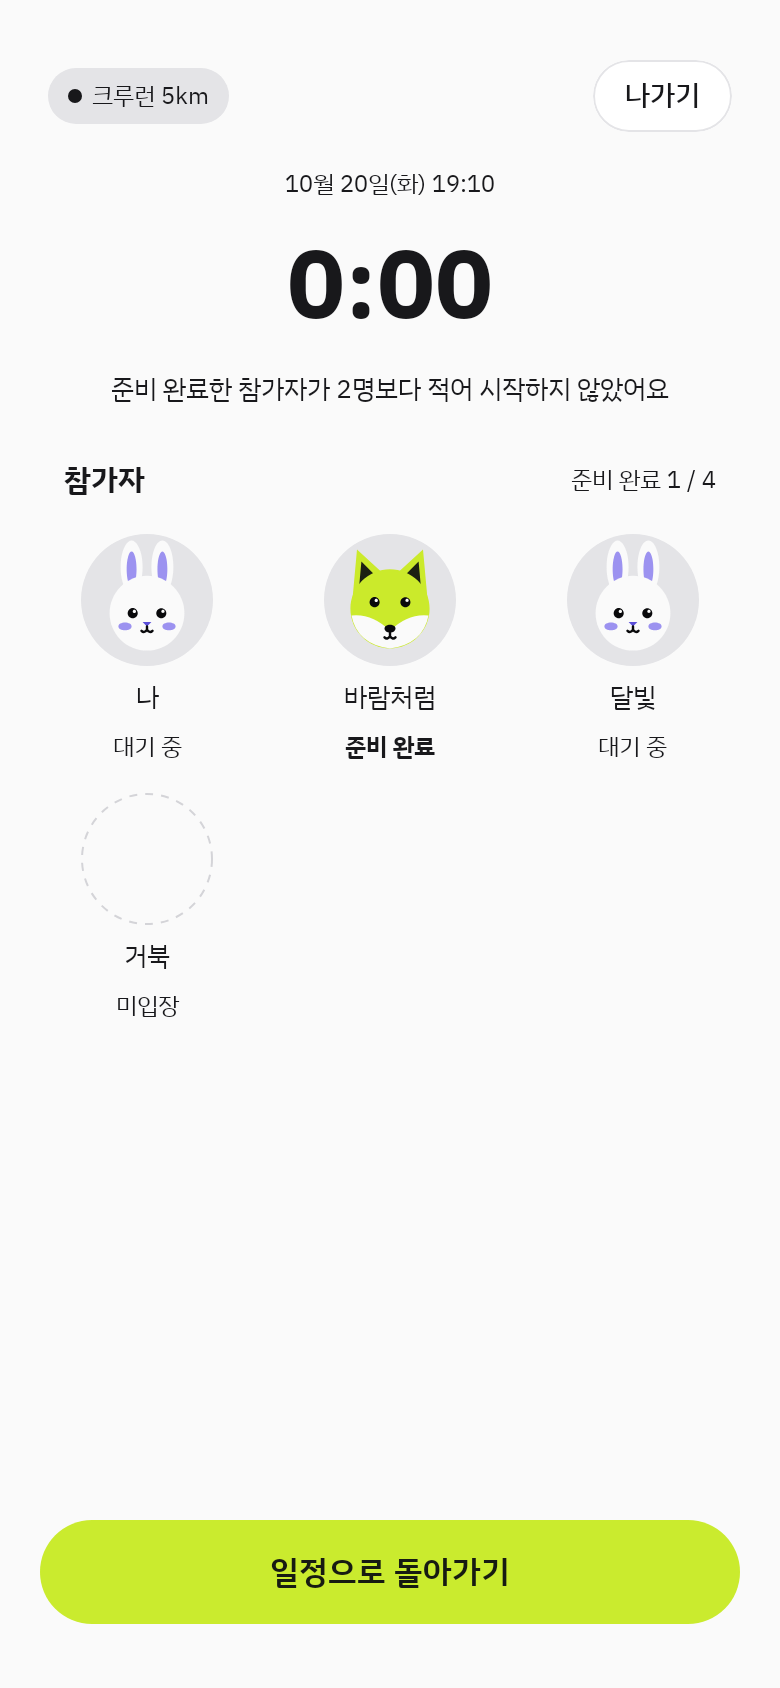 크루런 5km
나가기
10월 20일(화) 19:10
0:00
준비 완료한 참가자가 2명보다 적어 시작하지 않았어요
참가자
준비 완료 1 / 4
나
바람처럼
달빛
대기 중
준비 완료
대기 중
거북
미입장
일정으로 돌아가기